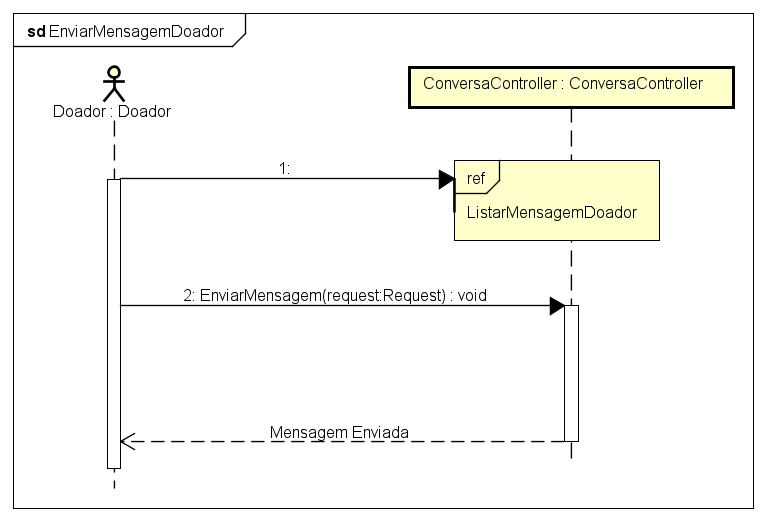 sd EnviarMensagemDoador
ConversaController : ConversaController
Doador : Doador
1:
ref
ListarMensagemDoador
2: EnviarMensagem(request:Request) : void
Mensagem Enviada